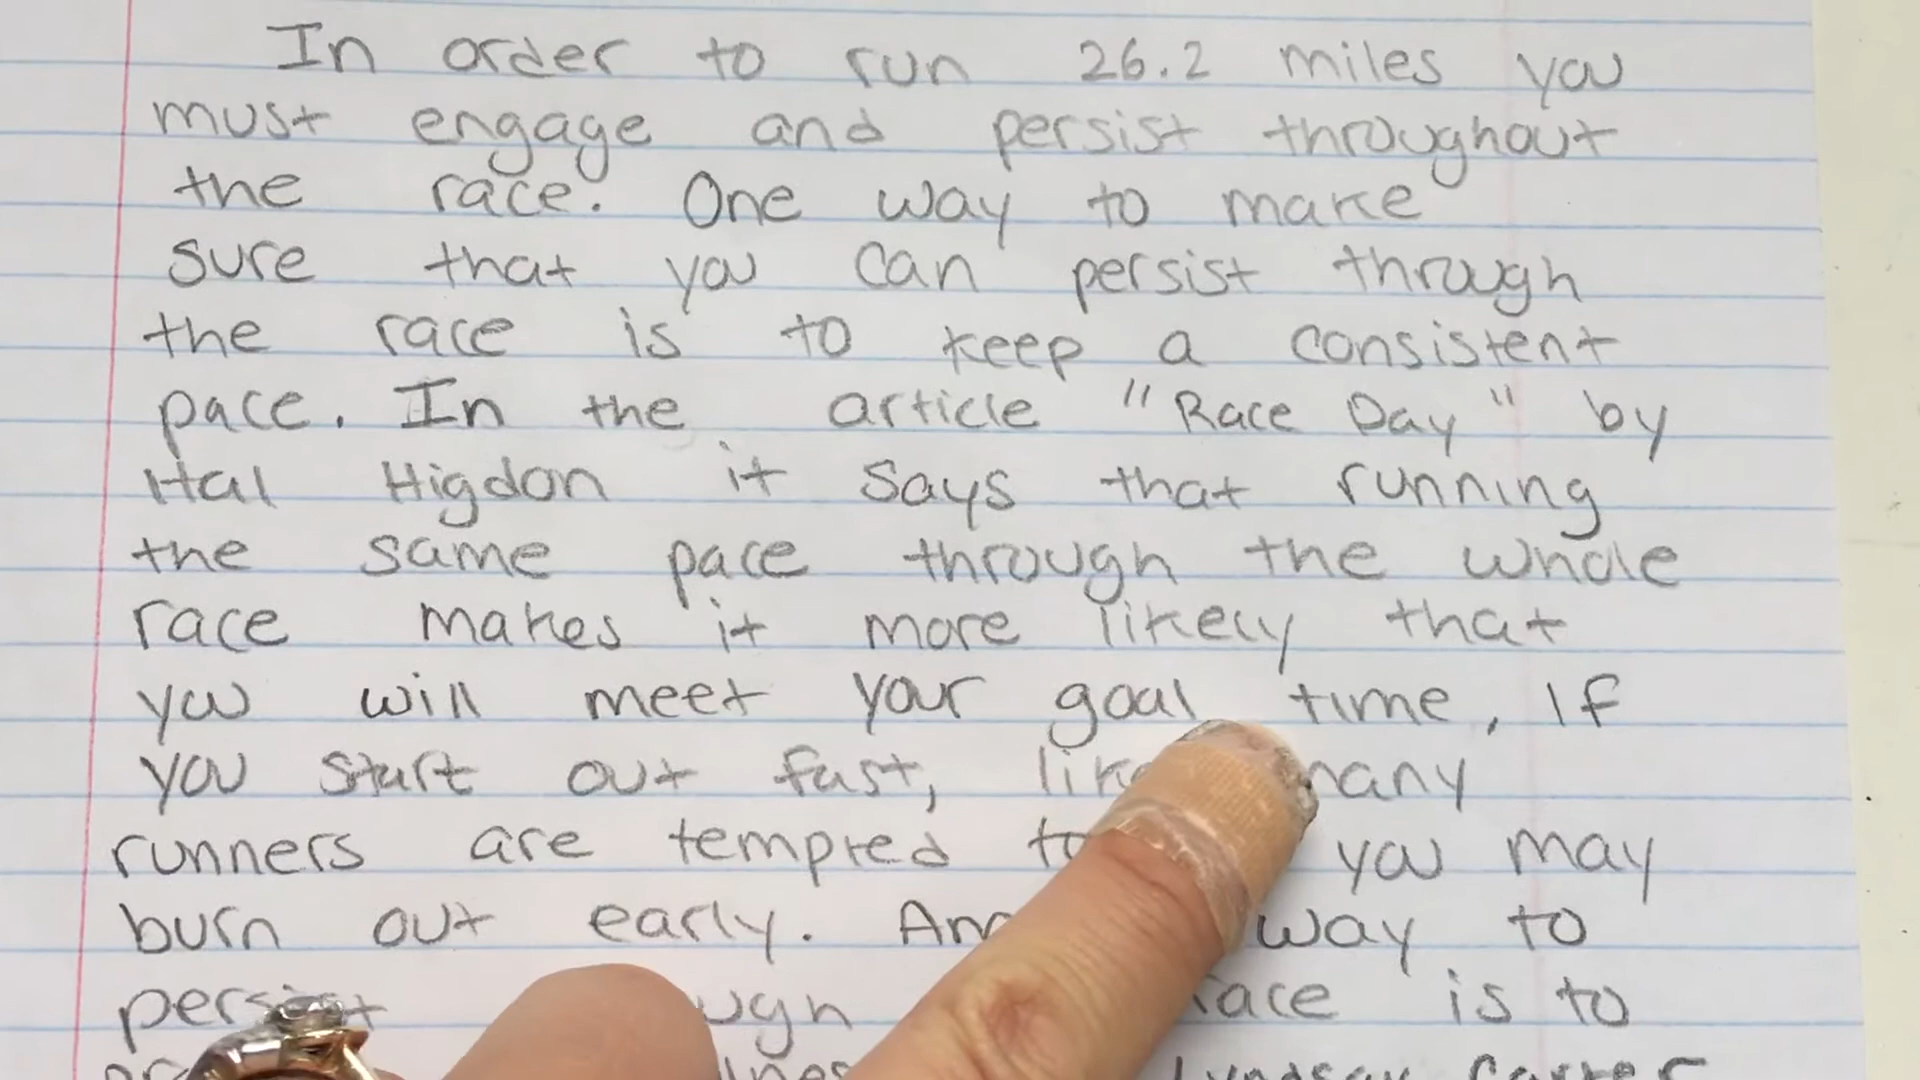 In order to run 26.2 miles you
must engage and persist throughout
the race. One way to make
sure that you can persist through
the race is to keep a consistent
pace. In the article "Race Day" by
Hal Higdon it says that running
the same pace through the whole
race makes it more likely that
you will meet your goal time. If
you start out fast, many
runners are tempted you may
burn out early. way to
is to